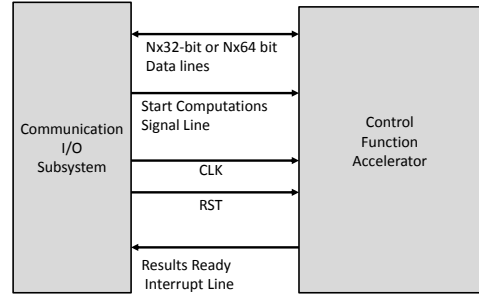 Communication
I/O
Subsystem
Nx32-bit or Nx64 bit
Data lines
Start Computations
Signal Line
CLK
RST
Results Ready
Interrupt Line
Control
Function
Accelerator